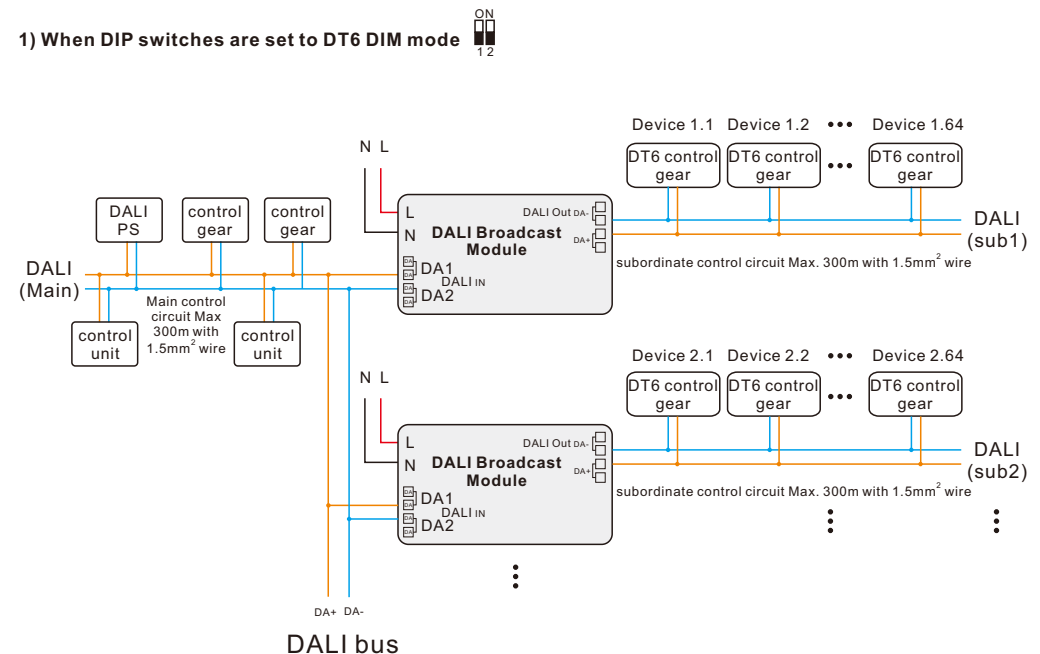 ON
1) When DIP switches are set to DT6 DIM mode
1 2
Device 1.1 Device 1.2 ••• Device 1.64
DT6 control gear
DT6 control gear
•••
DT6 control gear
N L
L
N
DALI Broadcast
Module
DALI Out DA-
DA+
DA
DA
DA
DA
DA1
DALI IN
DA2
DALI
(sub1)
subordinate control circuit Max. 300m with 1.5mm² wire
DALI
PS
control
gear
control
gear
DALI
(Main)
Main control
circuit Max
300m with
1.5mm² wire
control
unit
control
unit
Device 2.1 Device 2.2 ••• Device 2.64
DT6 control gear
DT6 control gear
•••
DT6 control gear
N L
L
N
DALI Broadcast
Module
DALI Out DA-
DA+
DA
DA
DA
DA
DA1
DALI IN
DA2
DALI
(sub2)
subordinate control circuit Max. 300m with 1.5mm² wire
DA+ DA-
DALI bus